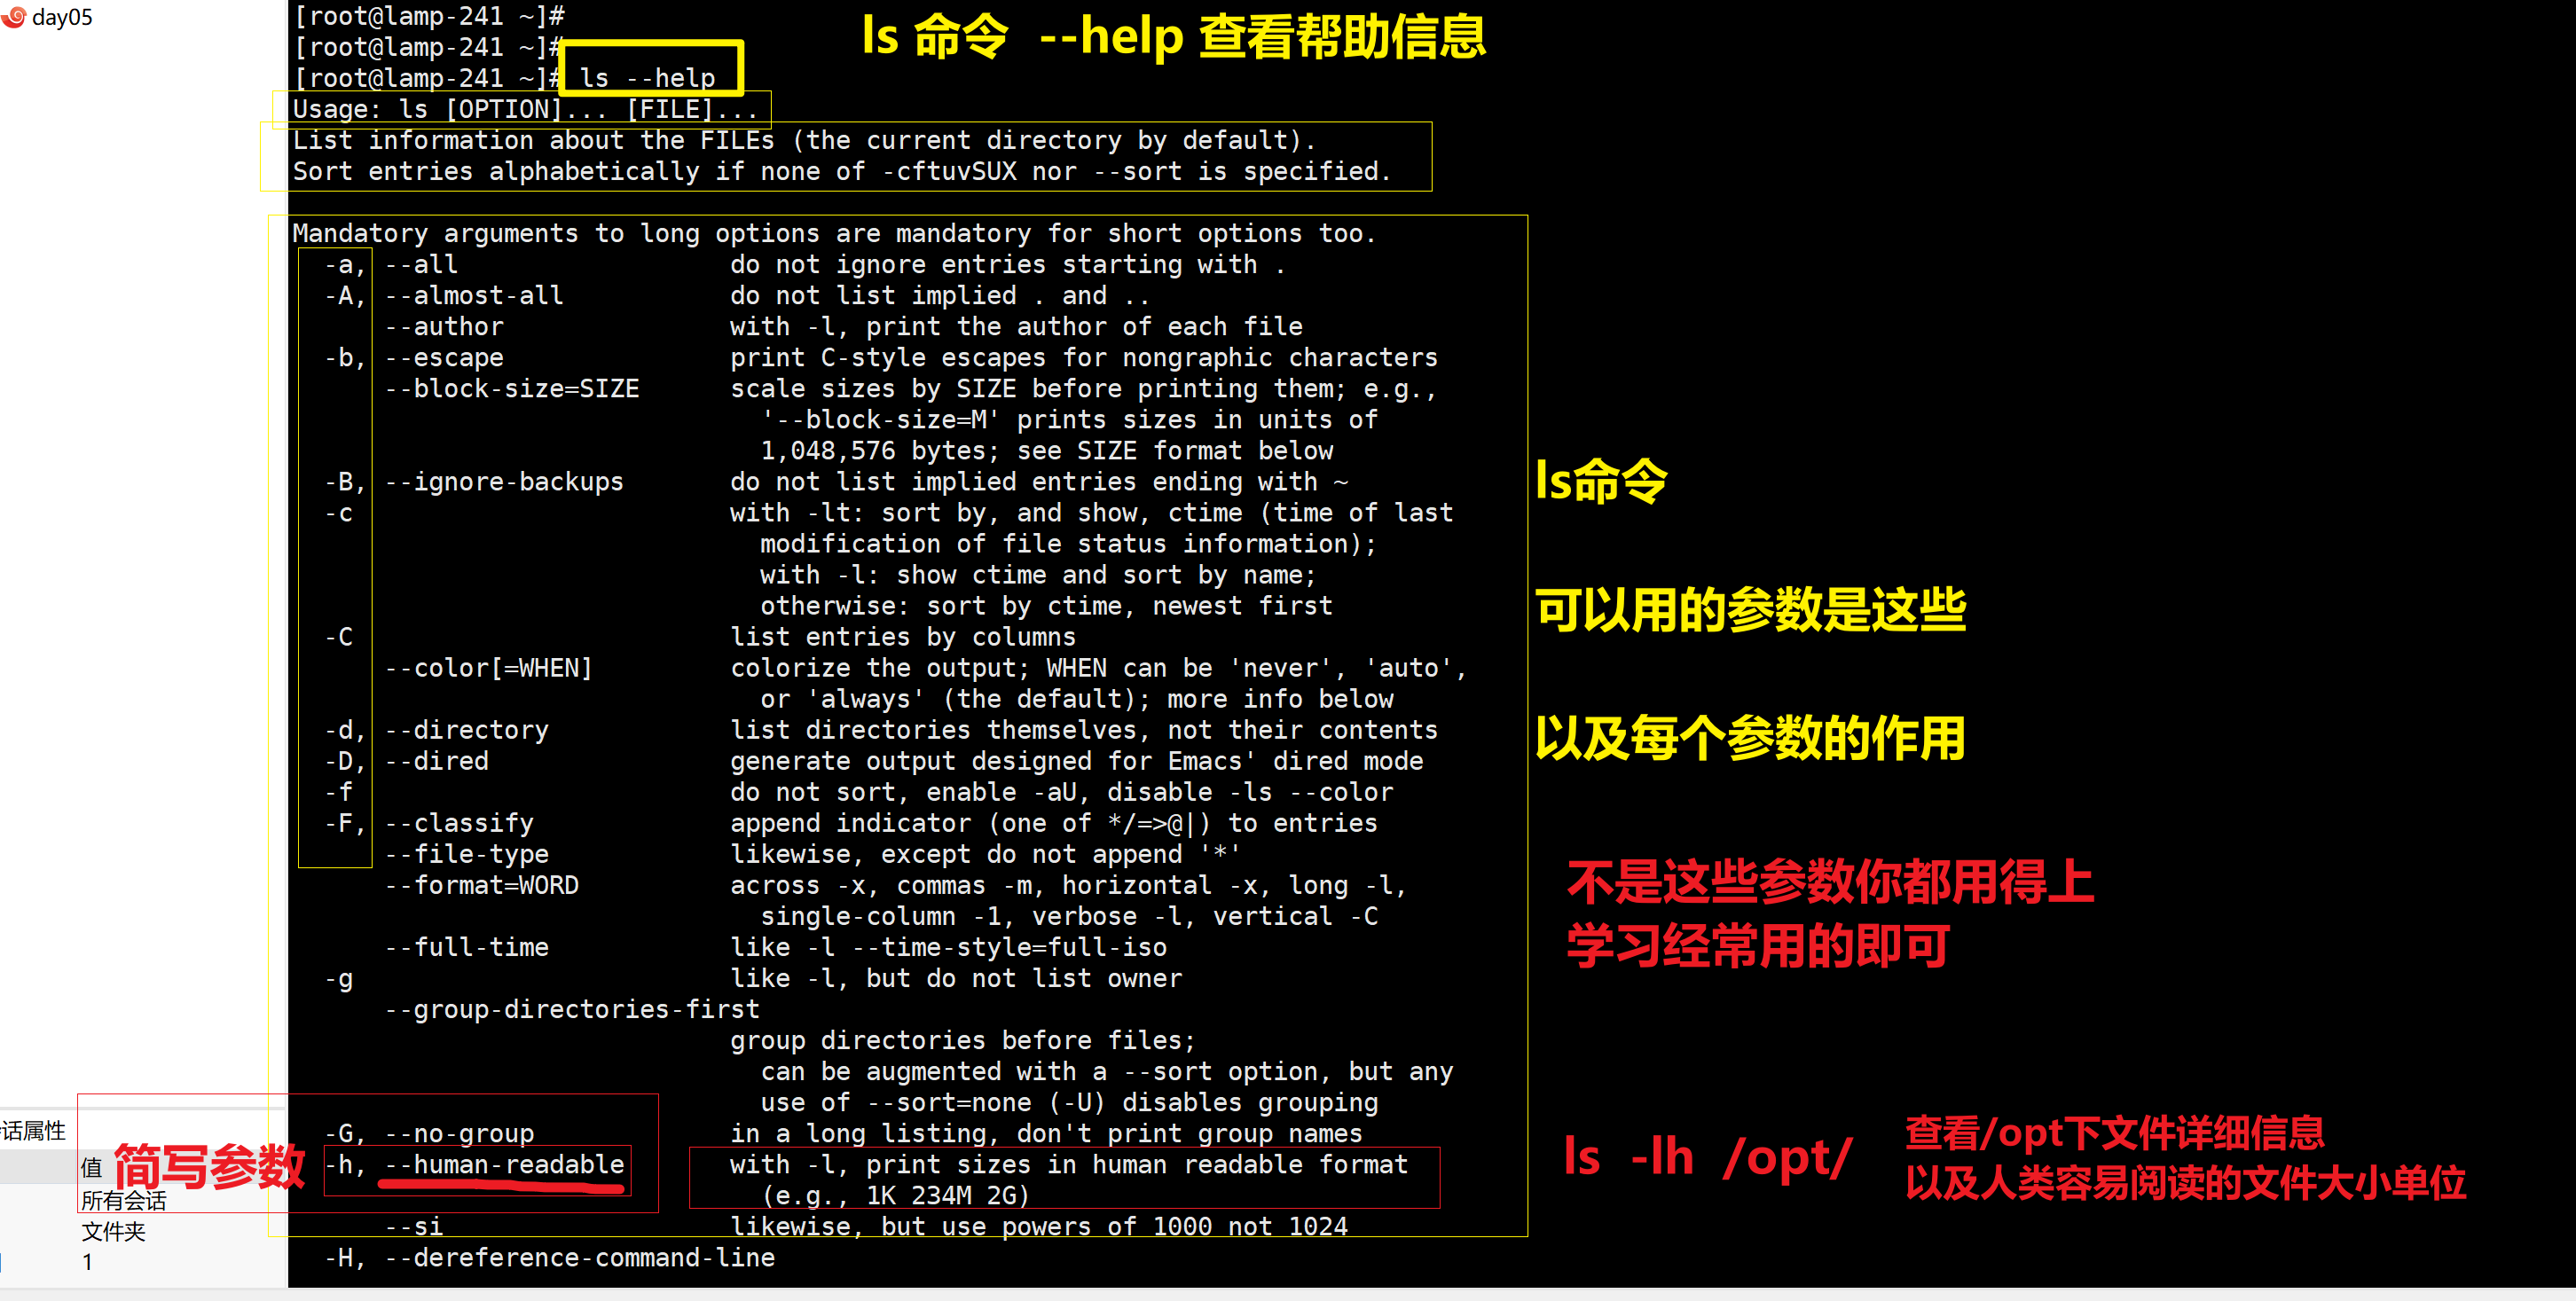 day05
[root@lamp-241 ~]#
[root@lamp-241 ~]#
[root@lamp-241 ~]# ls --help
ls 命令 --help 查看帮助信息
Usage: ls [OPTION]... [FILE]...
List information about the FILEs (the current directory by default).
Sort entries alphabetically if none of -cftuvSUX nor --sort is specified.
Mandatory arguments to long options are mandatory for short options too.
-a, --all do not ignore entries starting with .
-A, --almost-all do not list implied . and ..
--author with -l, print the author of each file
-b, --escape print C-style escapes for nongraphic characters
--block-size=SIZE scale sizes by SIZE before printing them; e.g.,
'--block-size=M' prints sizes in units of
1,048,576 bytes; see SIZE format below
-B, --ignore-backups do not list implied entries ending with ~
-c with -lt: sort by, and show, ctime (time of last
modification of file status information);
with -l: show ctime and sort by name;
otherwise: sort by ctime, newest first
-C list entries by columns
--color[=WHEN] colorize the output; WHEN can be 'never', 'auto',
or 'always' (the default); more info below
-d, --directory list directories themselves, not their contents
-D, --dired generate output designed for Emacs' dired mode
-f do not sort, enable -aU, disable -ls --color
-F, --classify append indicator (one of */=>@|) to entries
--file-type likewise, except do not append '*'
--format=WORD across -x, commas -m, horizontal -x, long -l,
single-column -1, verbose -l, vertical -C
--full-time like -l --time-style=full-iso
-g like -l, but do not list owner
--group-directories-first
group directories before files;
can be augmented with a --sort option, but any
use of --sort=none (-U) disables grouping
-G, --no-group in a long listing, don't print group names
-h, --human-readable with -l, print sizes in human readable format
(e.g., 1K 234M 2G)
--si likewise, but use powers of 1000 not 1024
-H, --dereference-command-line
ls命令
可以用的参数是这些
以及每个参数的作用
不是这些参数你都用得上
学习经常用的即可
ls -lh /opt/
查看/opt下文件详细信息
以及人类容易阅读的文件大小单位
话属性
值
简写参数
所有会话
文件夹
1